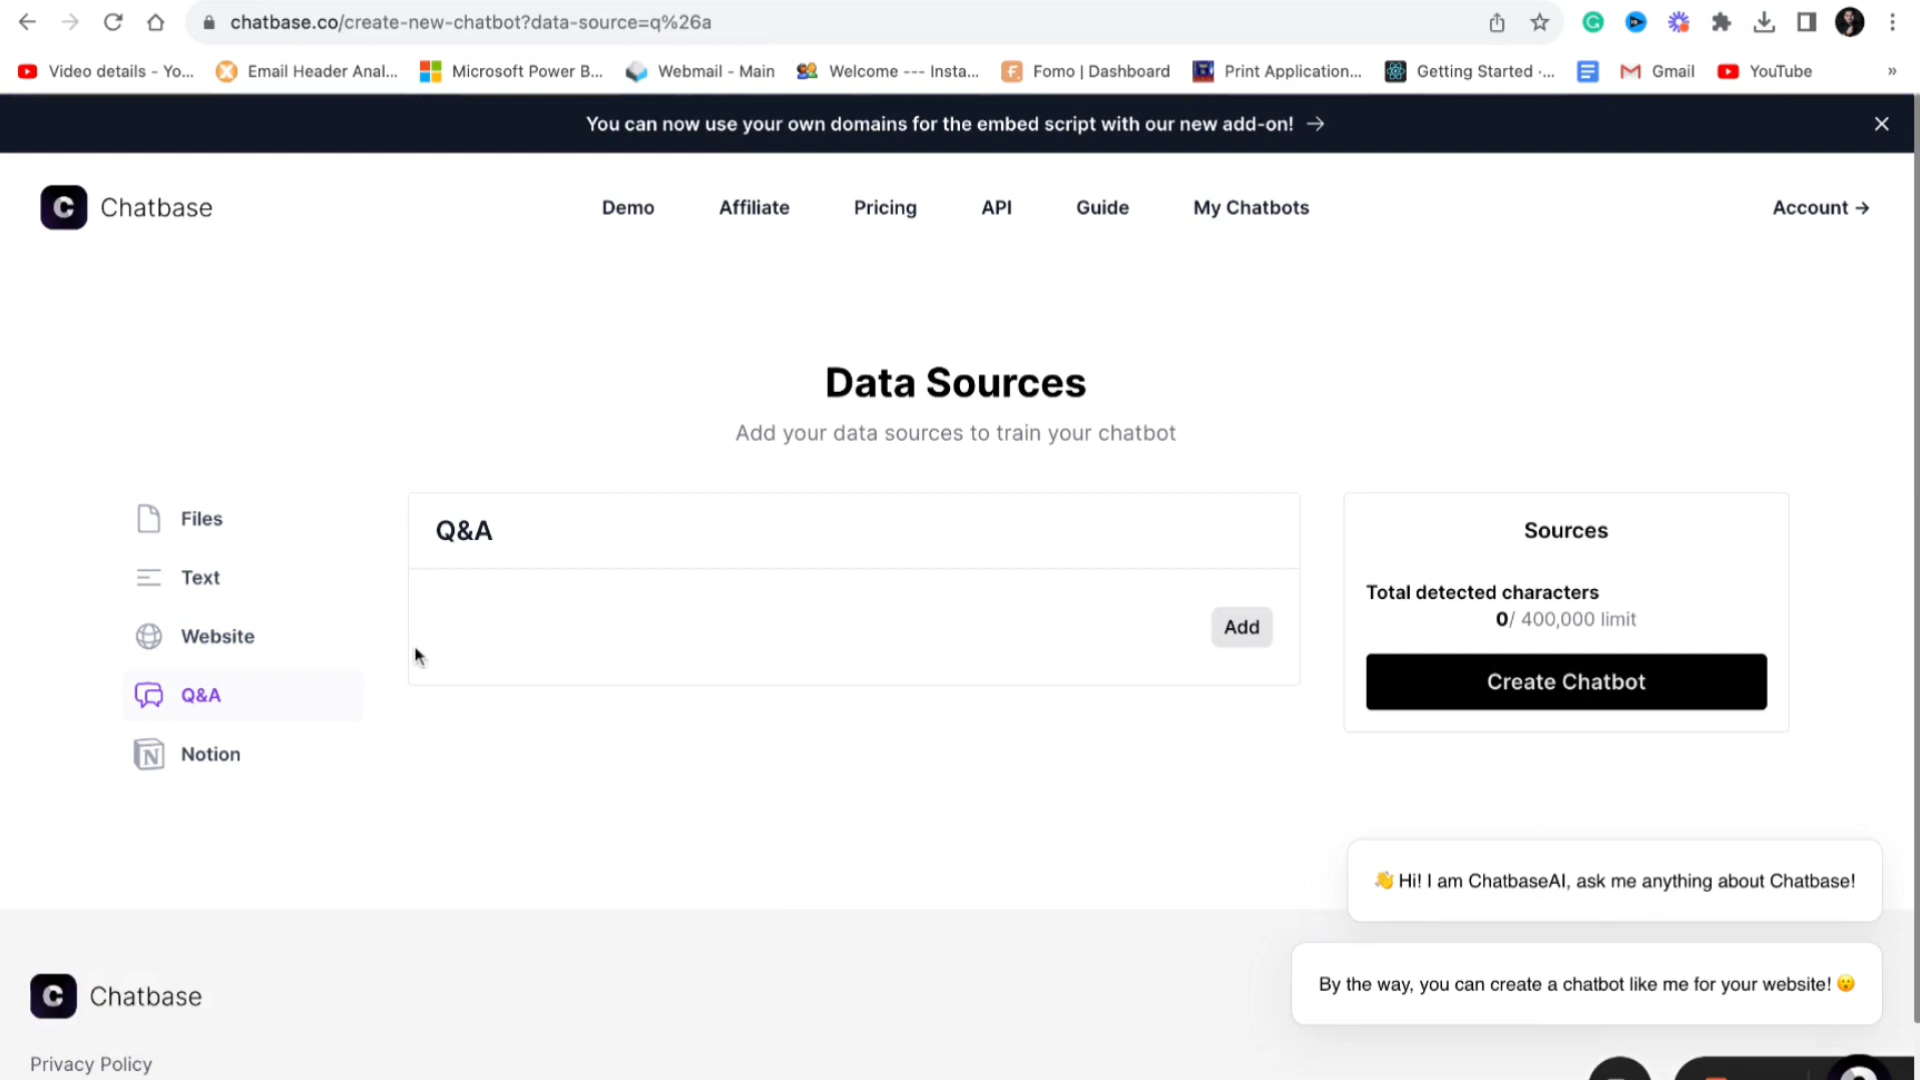 chatbase.co/create-new-chatbot?data-source=q%26a
Video details - Yo...
Email Header Anal...
Microsoft Power B...
Webmail - Main
Welcome --- Insta...
Fomo | Dashboard
Print Application...
Getting Started ·...
Gmail
YouTube
»
You can now use your own domains for the embed script with our new add-on! →
C Chatbase
Demo
Affiliate
Pricing
API
Guide
My Chatbots
Account →
Data Sources
Add your data sources to train your chatbot
Files
Text
Website
Q&A
Notion
Q&A
Add
Sources
Total detected characters
0/ 400,000 limit
Create Chatbot
👋 Hi! I am ChatbaseAI, ask me anything about Chatbase!
By the way, you can create a chatbot like me for your website! 😮
C Chatbase
Privacy Policy